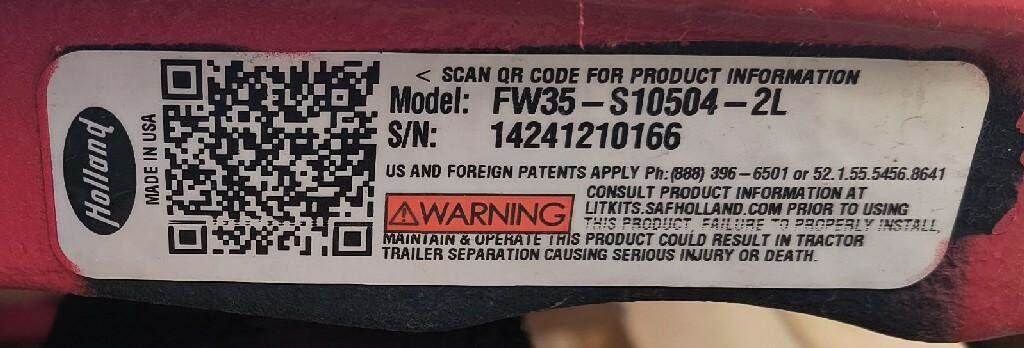 Holland
MADE IN USA
< SCAN QR CODE FOR PRODUCT INFORMATION
Model: FW35-S10504-2L
S/N: 14241210166
US AND FOREIGN PATENTS APPLY Ph:(888) 396-6501 or 52.1.55.5456.8641
⚠WARNING
CONSULT PRODUCT INFORMATION AT
LITKITS.SAFHOLLAND.COM PRIOR TO USING
THIS PRODUCT. FAILURE TO PROPERLY INSTALL,
MAINTAIN & OPERATE THIS PRODUCT COULD RESULT IN TRACTOR
TRAILER SEPARATION CAUSING SERIOUS INJURY OR DEATH.